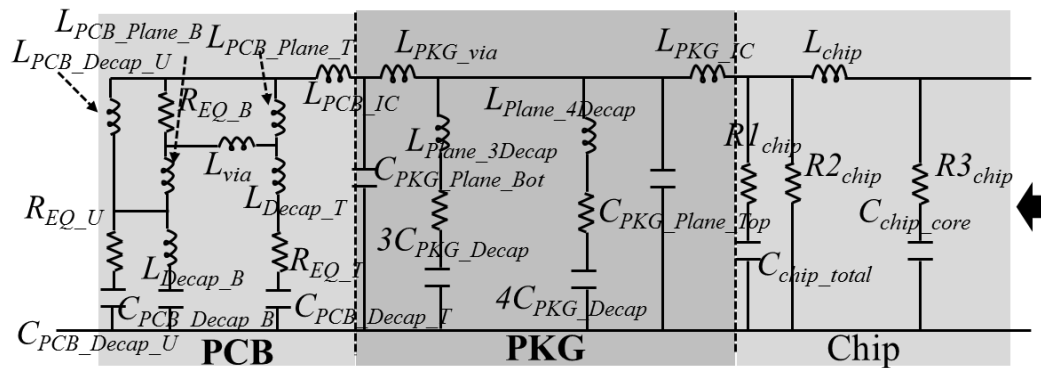 L_PCB_Plane_B
L_PCB_Decap_U
L_PCB_Plane_T
L_PKG_via
L_PKG_IC
L_chip
R_EQ_B
L_PCB_IC
L_Plane_4Decap
L_via
L_Plane_3Decap
R1_chip
C_PKG_Plane_Bot
R2_chip
R3_chip
L_Decap_T
R_EQ_U
C_PKG_Plane_Top
C_chip_core
3C_PKG_Decap
L_Decap_B
R_EQ_T
C_chip_total
4C_PKG_Decap
C_PCB_Decap_B
C_PCB_Decap_T
C_PCB_Decap_U
PCB
PKG
Chip